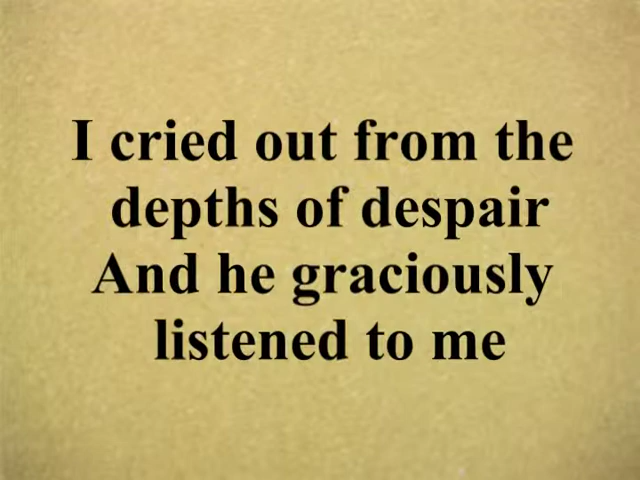 I cried out from the
depths of despair
And he graciously
listened to me